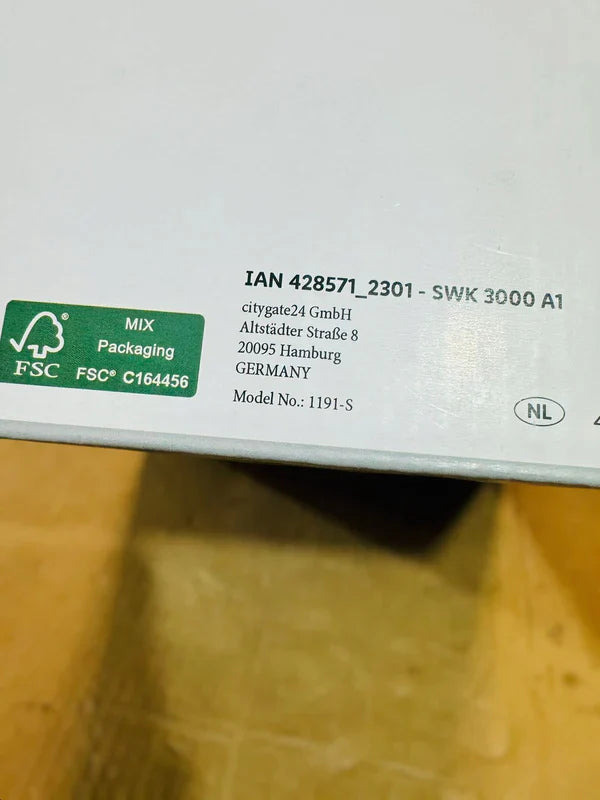 IAN 428571_2301 - SWK 3000 A1
citygate24 GmbH
Altstädter Straße 8
20095 Hamburg
GERMANY
Model No.: 1191-S
®
FSC
MIX
Packaging
FSC® C164456
NL